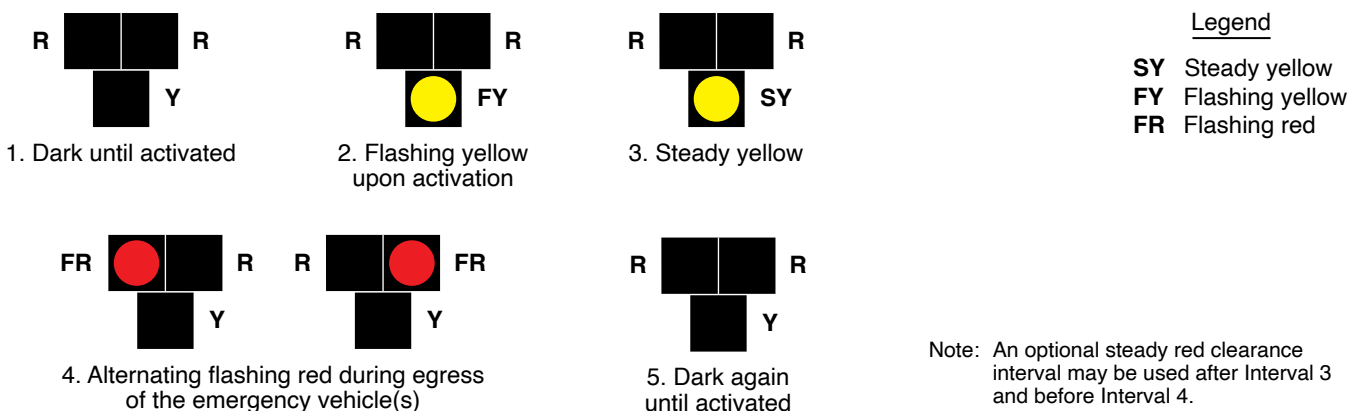 R R
Y
1. Dark until activated
R R
FY
2. Flashing yellow
upon activation
R R
SY
3. Steady yellow
Legend
SY Steady yellow
FY Flashing yellow
FR Flashing red
FR R
Y
R FR
Y
4. Alternating flashing red during egress
of the emergency vehicle(s)
R R
Y
5. Dark again
until activated
Note: An optional steady red clearance
interval may be used after Interval 3
and before Interval 4.